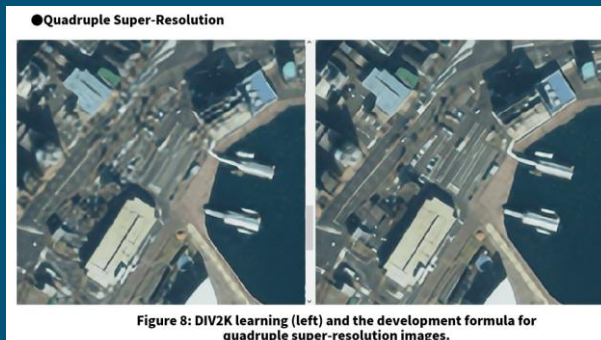 ●Quadruple Super-Resolution
Figure 8: DIV2K learning (left) and the development formula for
quadruple super-resolution images.